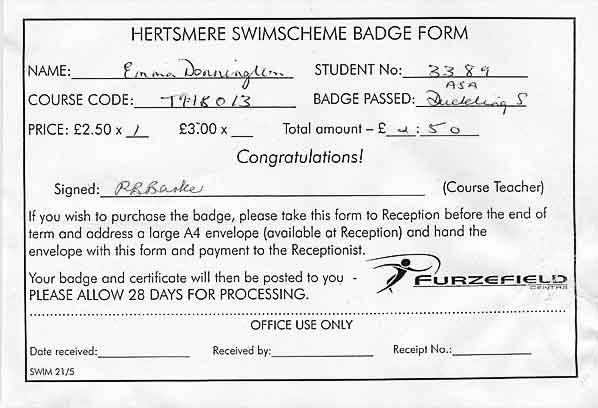 HERTSMERE SWIMSCHEME BADGE FORM
NAME: Emma Donnington STUDENT No: 3389
ASA
COURSE CODE: T918013 BADGE PASSED: Duckling 5
PRICE: £2.50 x 1 £3.00 x Total amount – £ 2:50
Congratulations!
Signed: (Course Teacher)
If you wish to purchase the badge, please take this form to Reception before the end of
term and address a large A4 envelope (available at Reception) and hand the
envelope with this form and payment to the Receptionist.
Your badge and certificate will then be posted to you -
PLEASE ALLOW 28 DAYS FOR PROCESSING.
FURZEFIELD
CENTRE
OFFICE USE ONLY
Date received: Received by: Receipt No.:
SWIM 21/5